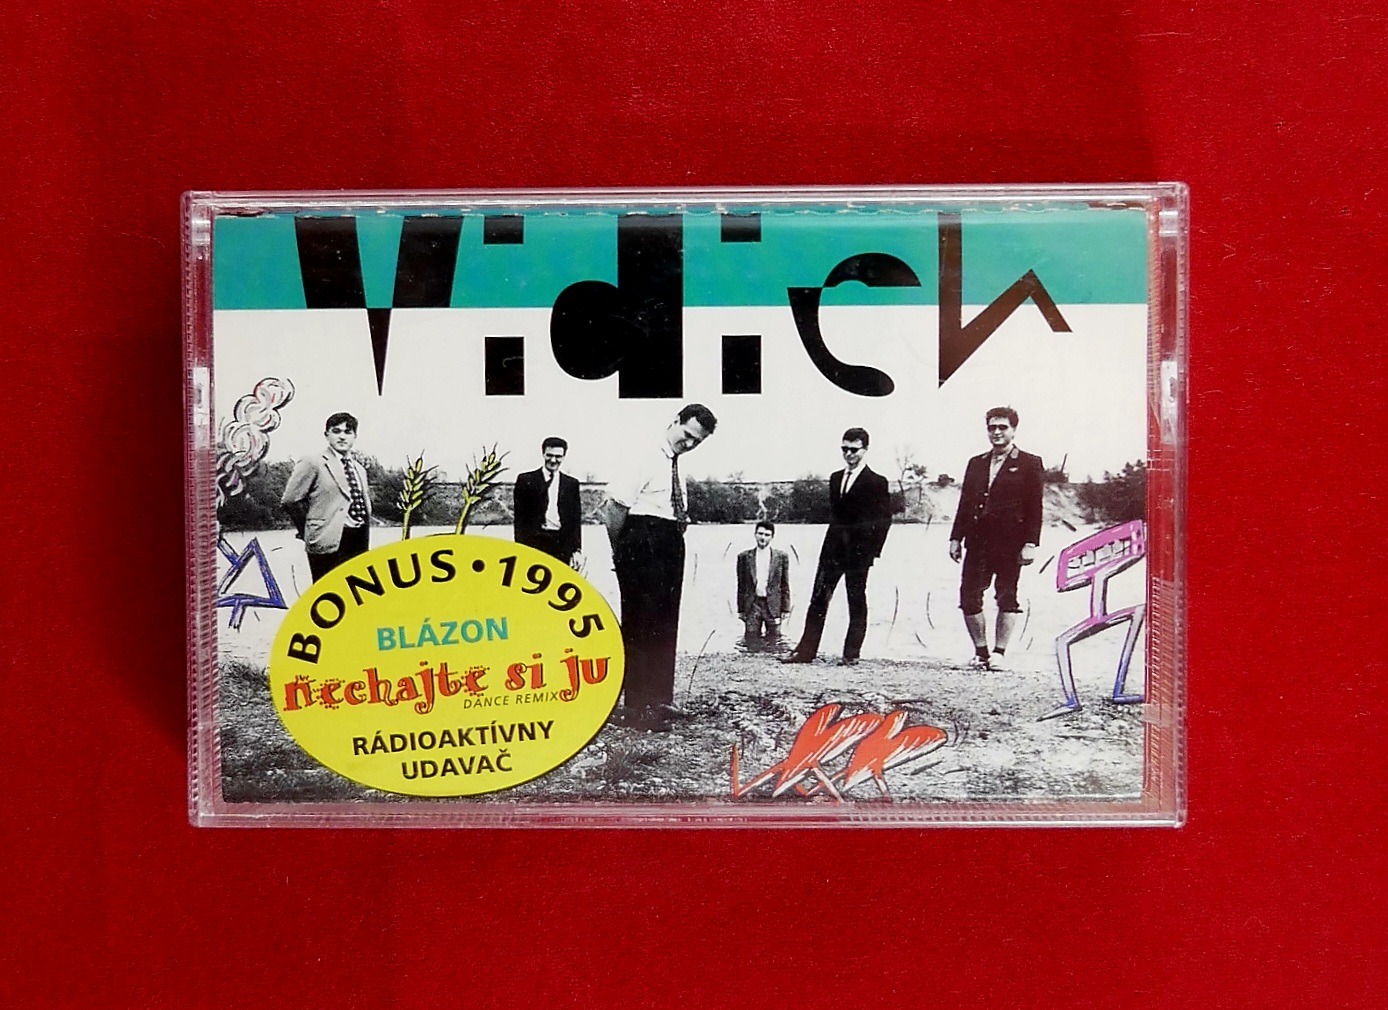 Vidiek
BONUS • 1995
BLÁZON
nechajte si ju
DANCE REMIX
RÁDIOAKTÍVNY
UDAVAČ